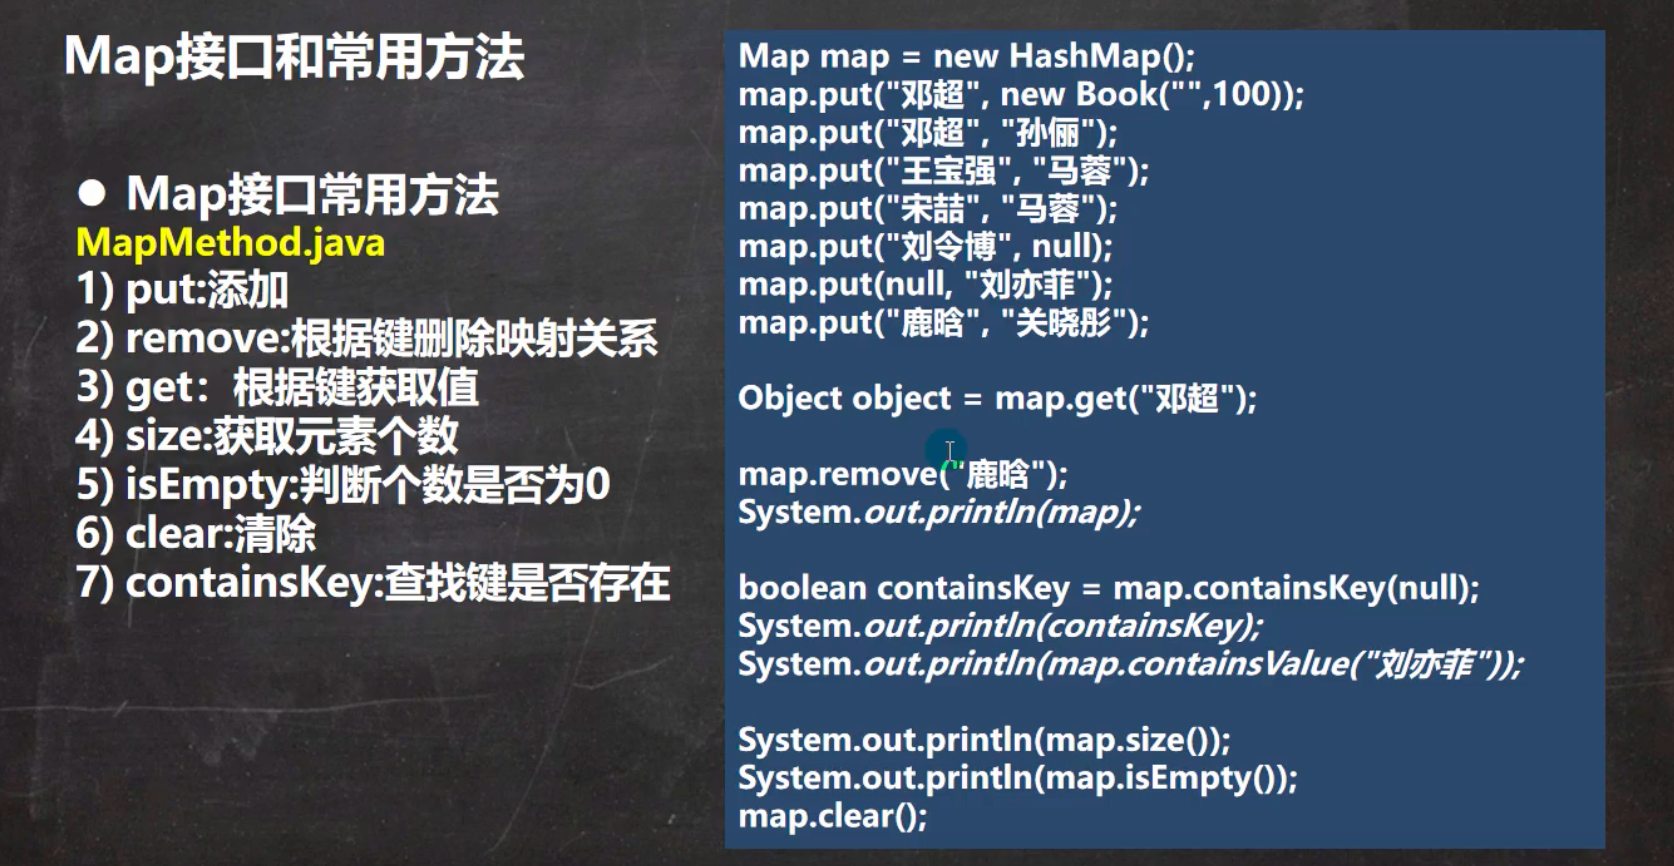 Map接口和常用方法
● Map接口常用方法
MapMethod.java
1) put:添加
2) remove:根据键删除映射关系
3) get：根据键获取值
4) size:获取元素个数
5) isEmpty:判断个数是否为0
6) clear:清除
7) containsKey:查找键是否存在
Map map = new HashMap();
map.put("邓超", new Book("",100));
map.put("邓超", "孙俪");
map.put("王宝强", "马蓉");
map.put("宋喆", "马蓉");
map.put("刘令博", null);
map.put(null, "刘亦菲");
map.put("鹿晗", "关晓彤");
Object object = map.get("邓超");
map.remove("鹿晗");
System.out.println(map);
boolean containsKey = map.containsKey(null);
System.out.println(containsKey);
System.out.println(map.containsValue("刘亦菲"));
System.out.println(map.size());
System.out.println(map.isEmpty());
map.clear();